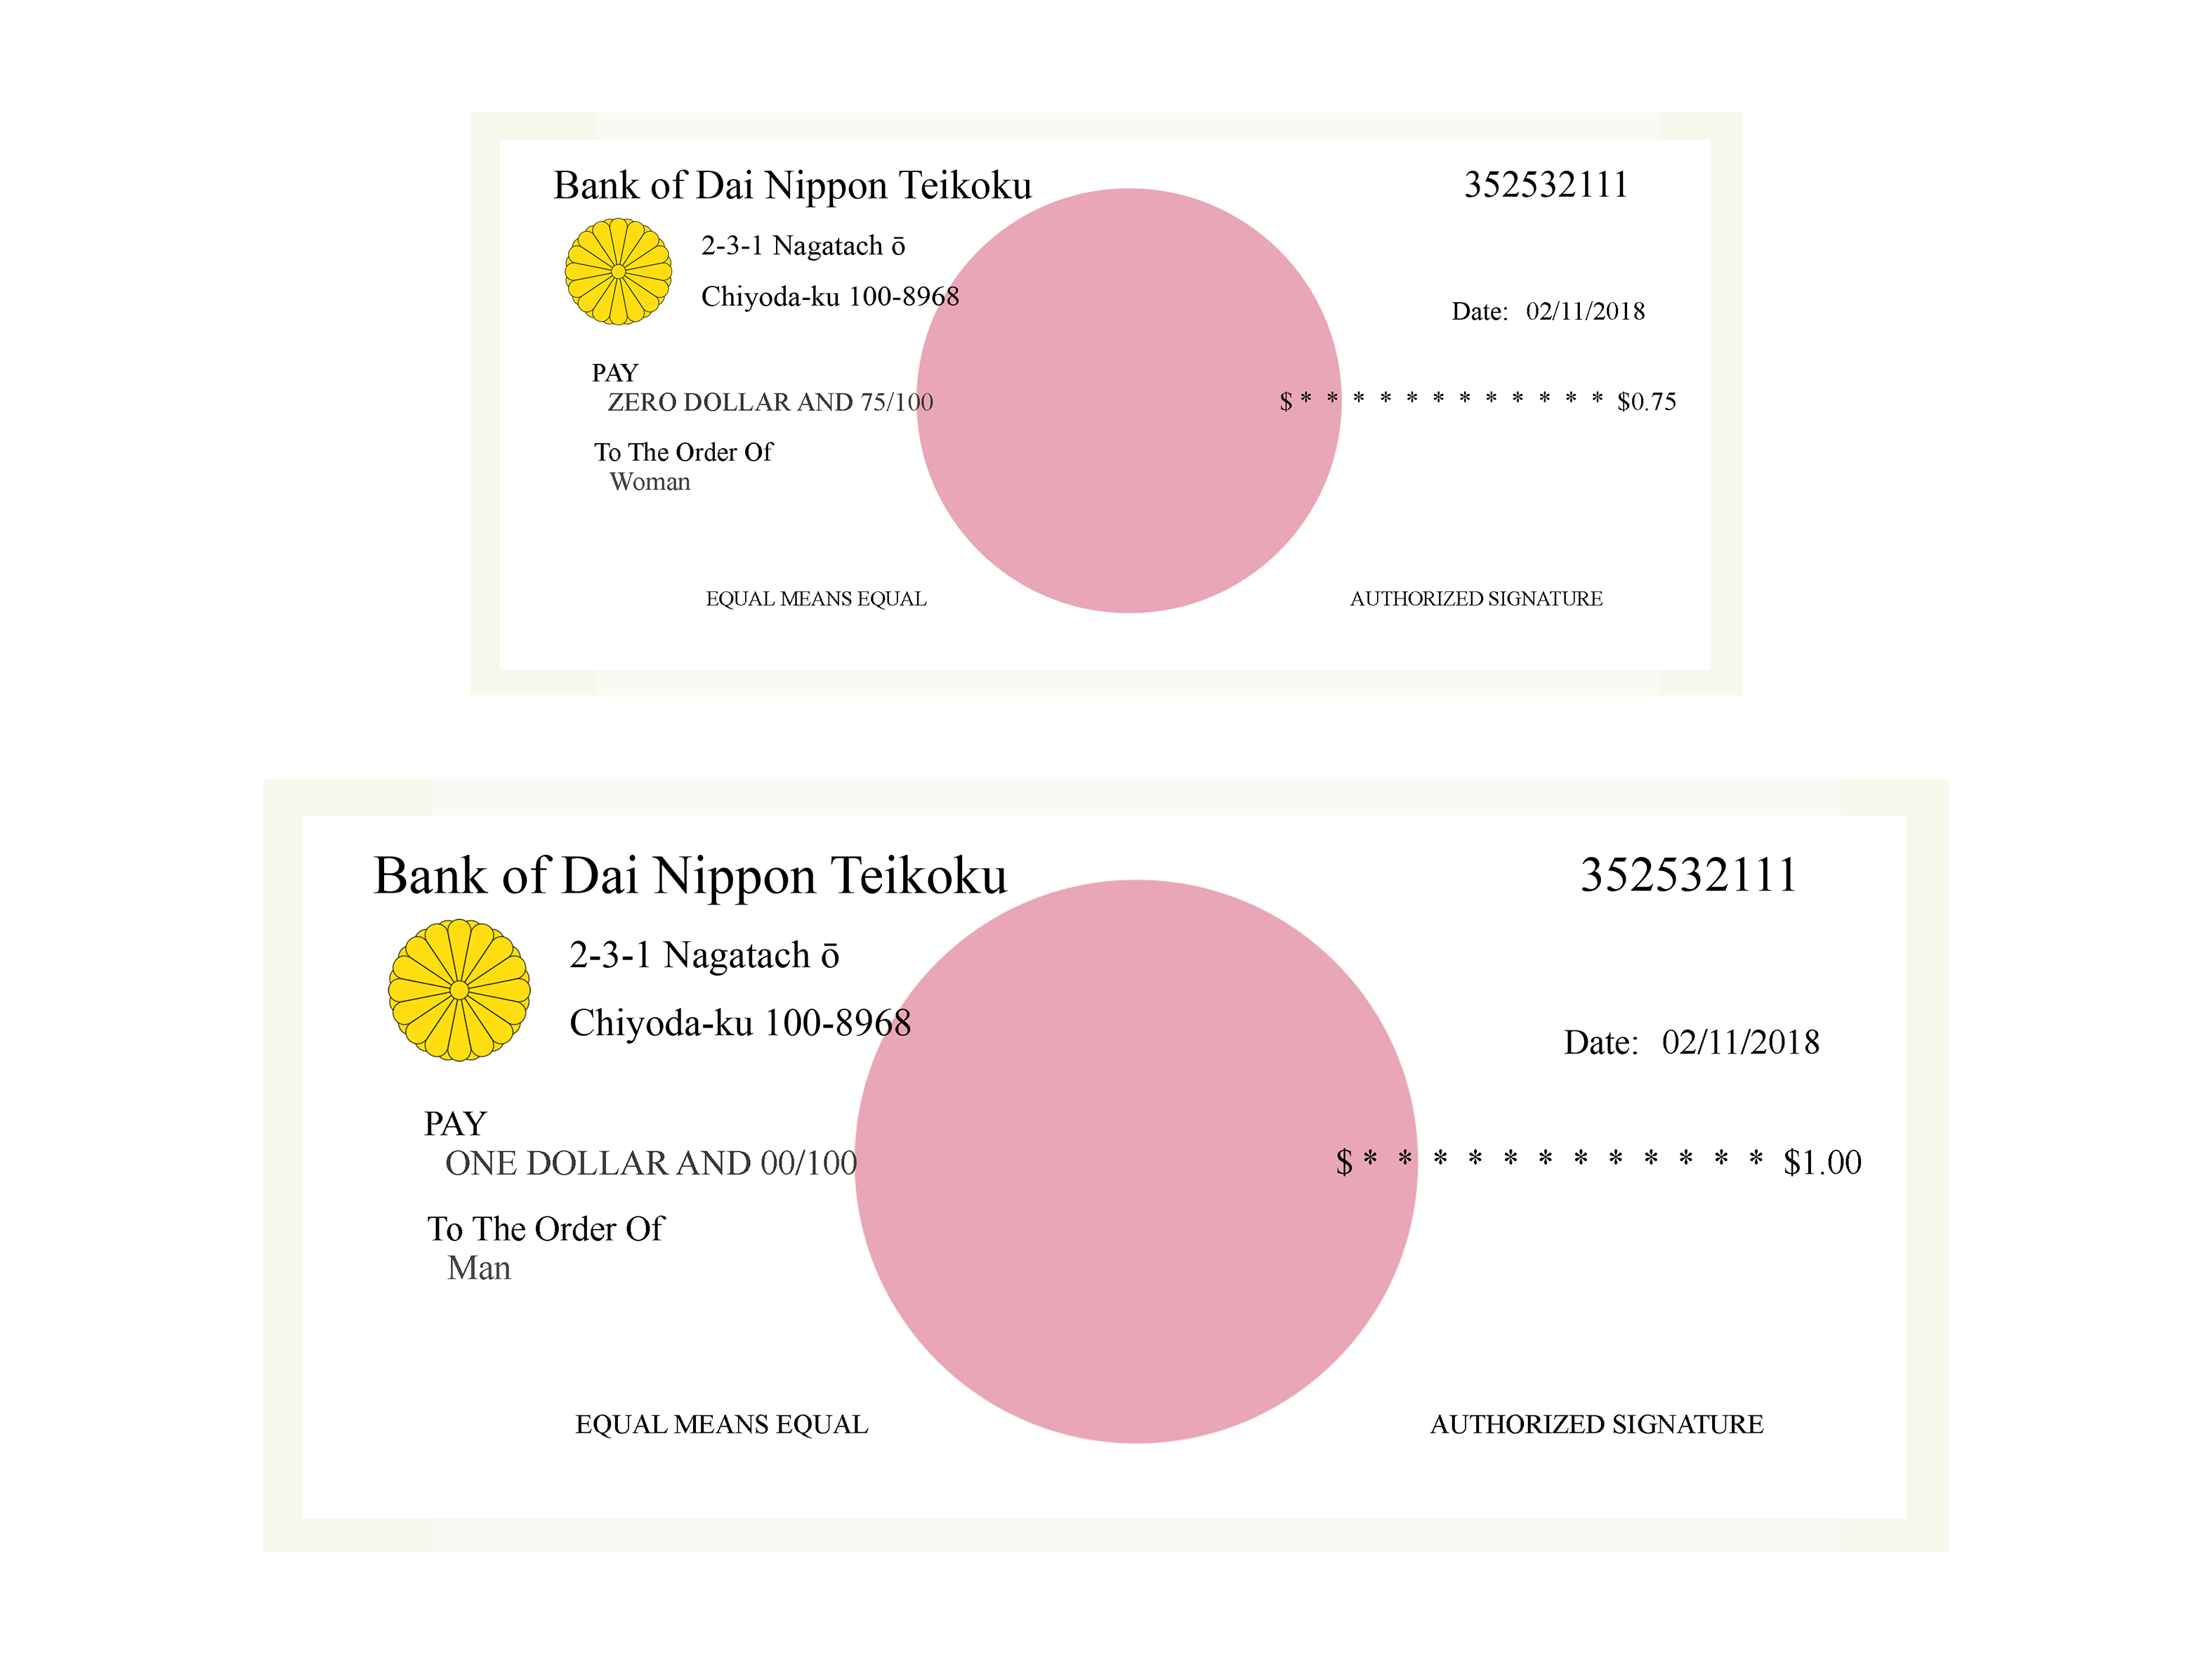 Bank of Dai Nippon Teikoku 352532111
2-3-1 Nagatach ō
Chiyoda-ku 100-8968
Date: 02/11/2018
PAY
ZERO DOLLAR AND 75/100 $ * * * * * * * * * * * * $0.75
To The Order Of
Woman
EQUAL MEANS EQUAL AUTHORIZED SIGNATURE
Bank of Dai Nippon Teikoku 352532111
2-3-1 Nagatach ō
Chiyoda-ku 100-8968
Date: 02/11/2018
PAY
ONE DOLLAR AND 00/100 $ * * * * * * * * * * * * $1.00
To The Order Of
Man
EQUAL MEANS EQUAL AUTHORIZED SIGNATURE